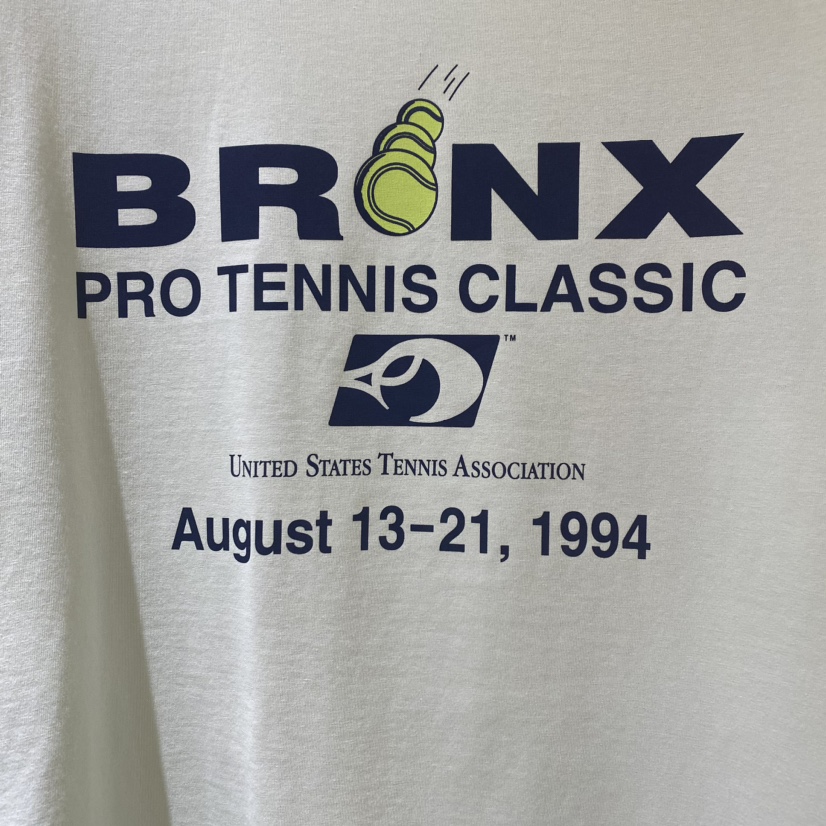 BRONX
PRO TENNIS CLASSIC
TM
UNITED STATES TENNIS ASSOCIATION
August 13-21, 1994